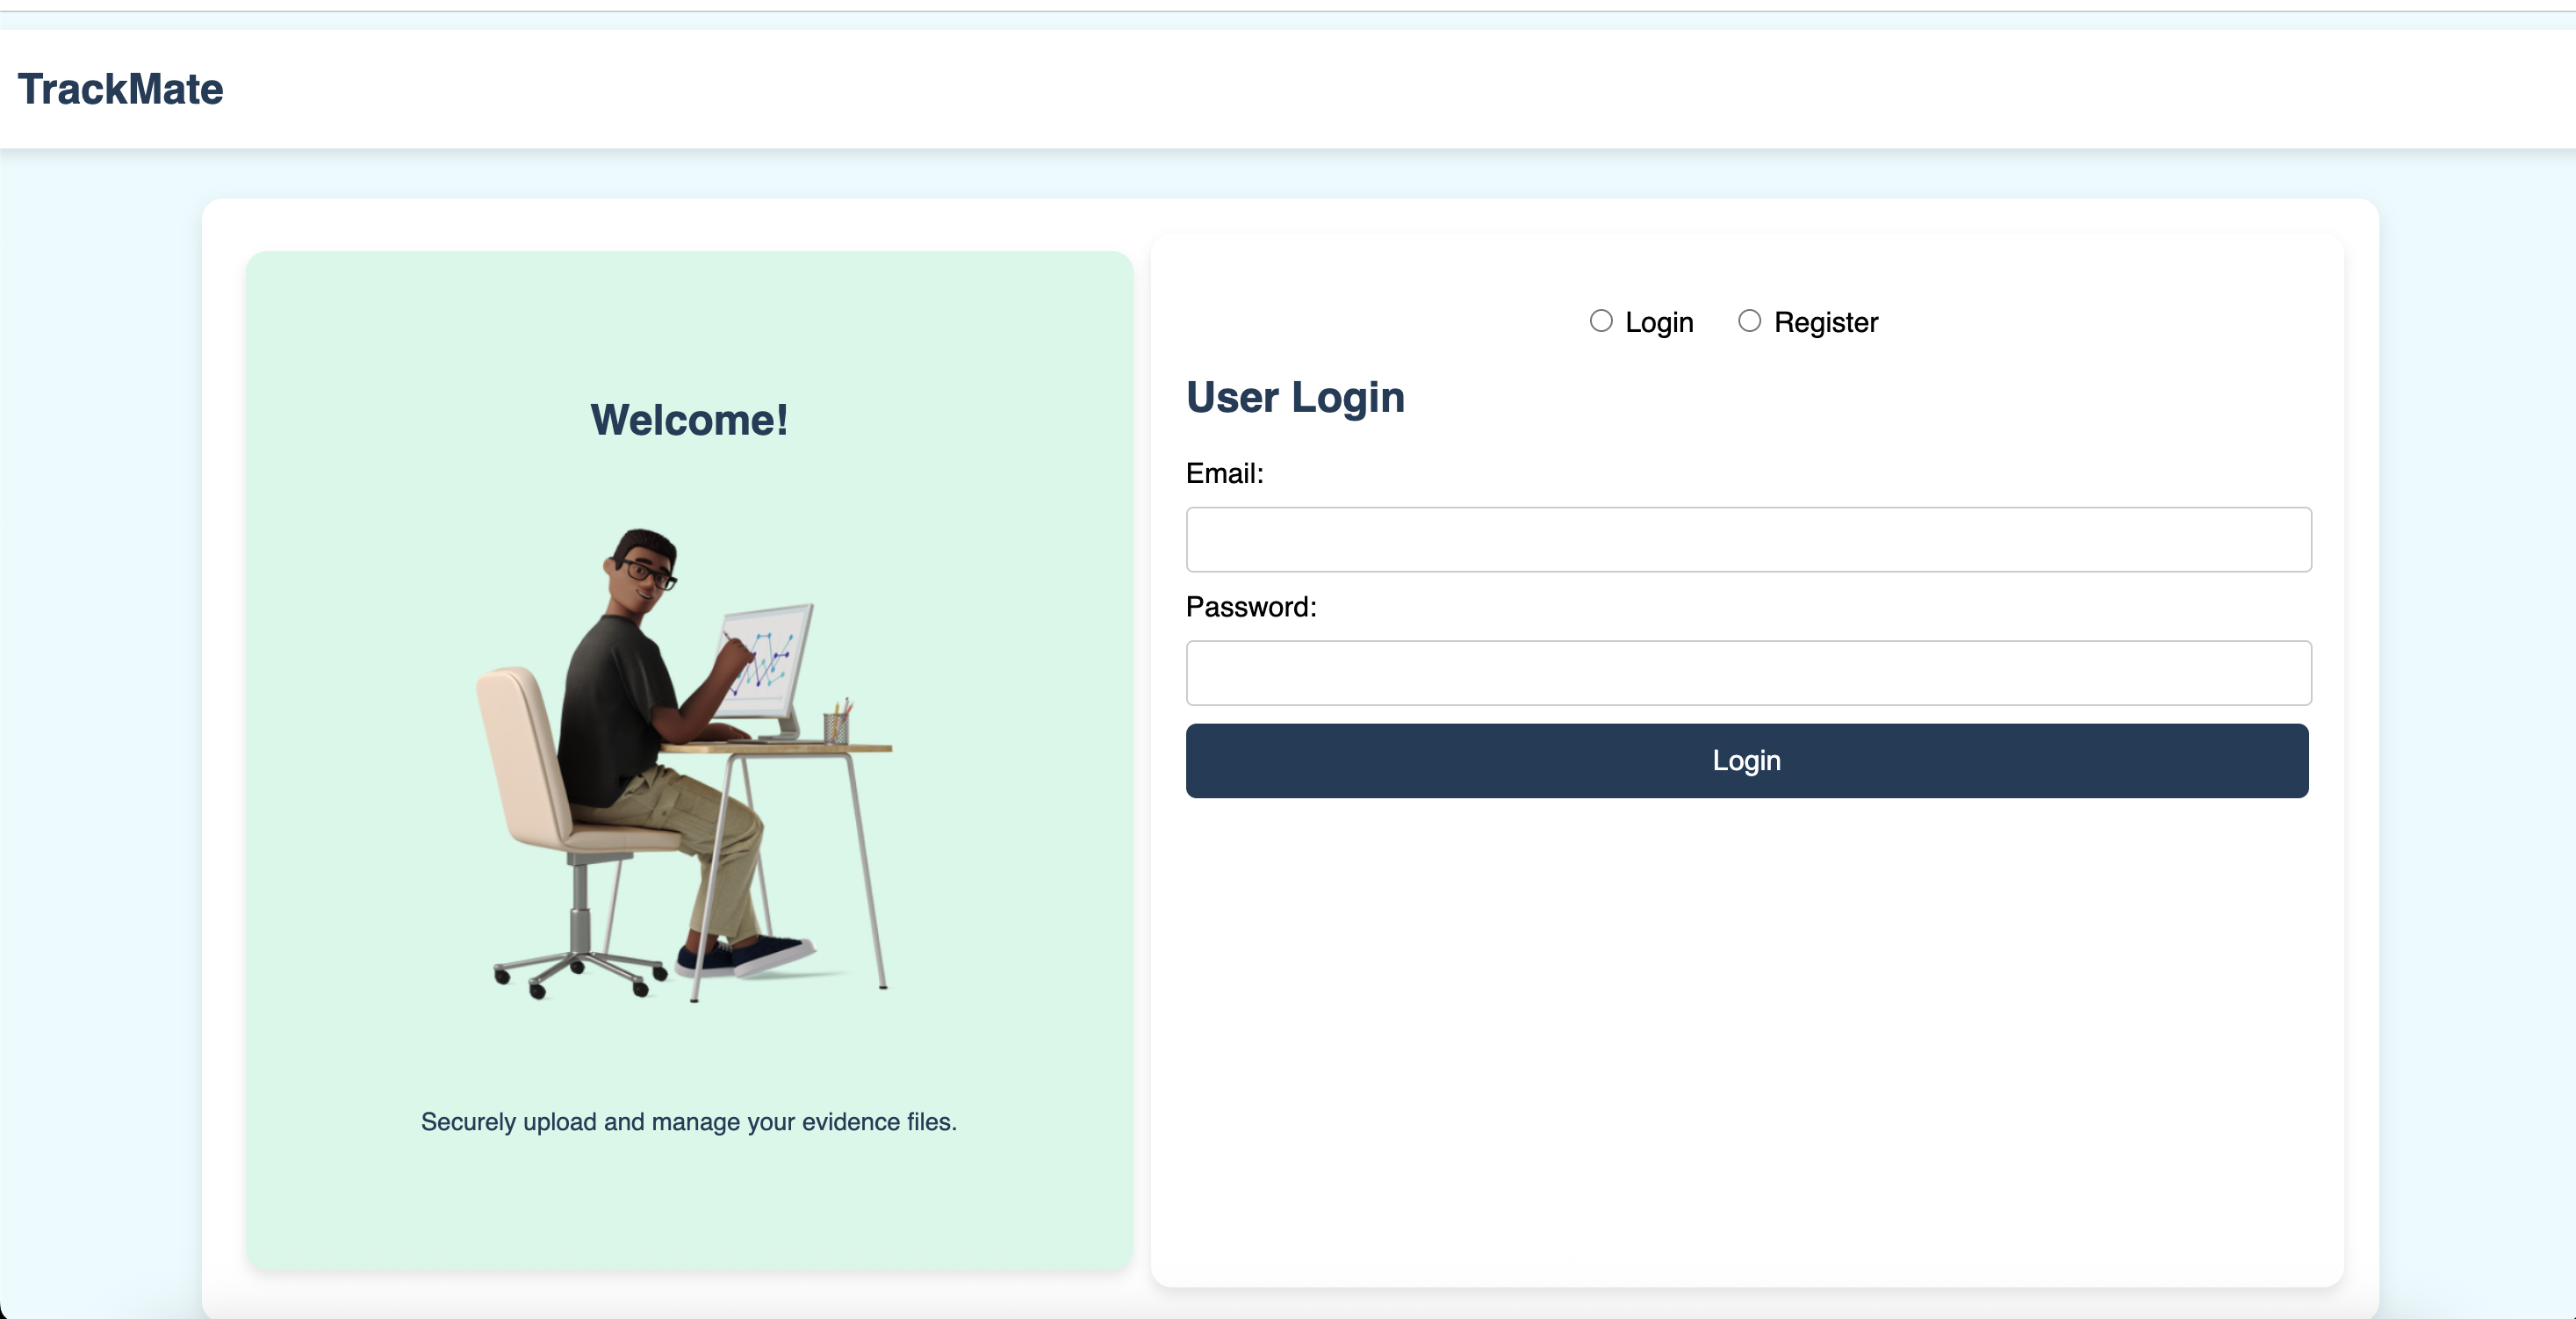 TrackMate
Welcome!
Securely upload and manage your evidence files.
Login Register
User Login
Email:
Password:
Login